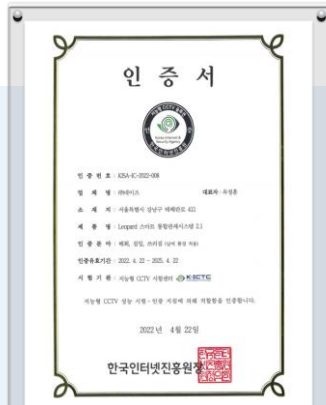 인 증 서
인 증 번 호 : KISA-IC-2022-008
업 체 명 : ㈜네이즈 대표자 :
소 재 지 : 서울특별시 강남구 테헤란로
제 품 명 : Leopard 스마트 통합관제시스템 2.1
인 증 분 야 : 배회, 침입, 쓰러짐
인증유효기간 : 2022. 4. 22 ~ 2025. 4. 22
시 험 기 관 : 지능형 CCTV 시험센터 K-SCTC
지능형 CCTV 성능 시험·인증 지침에 의해 적합함을 인증합니다.
2022년 4월 22일
한국인터넷진흥원장